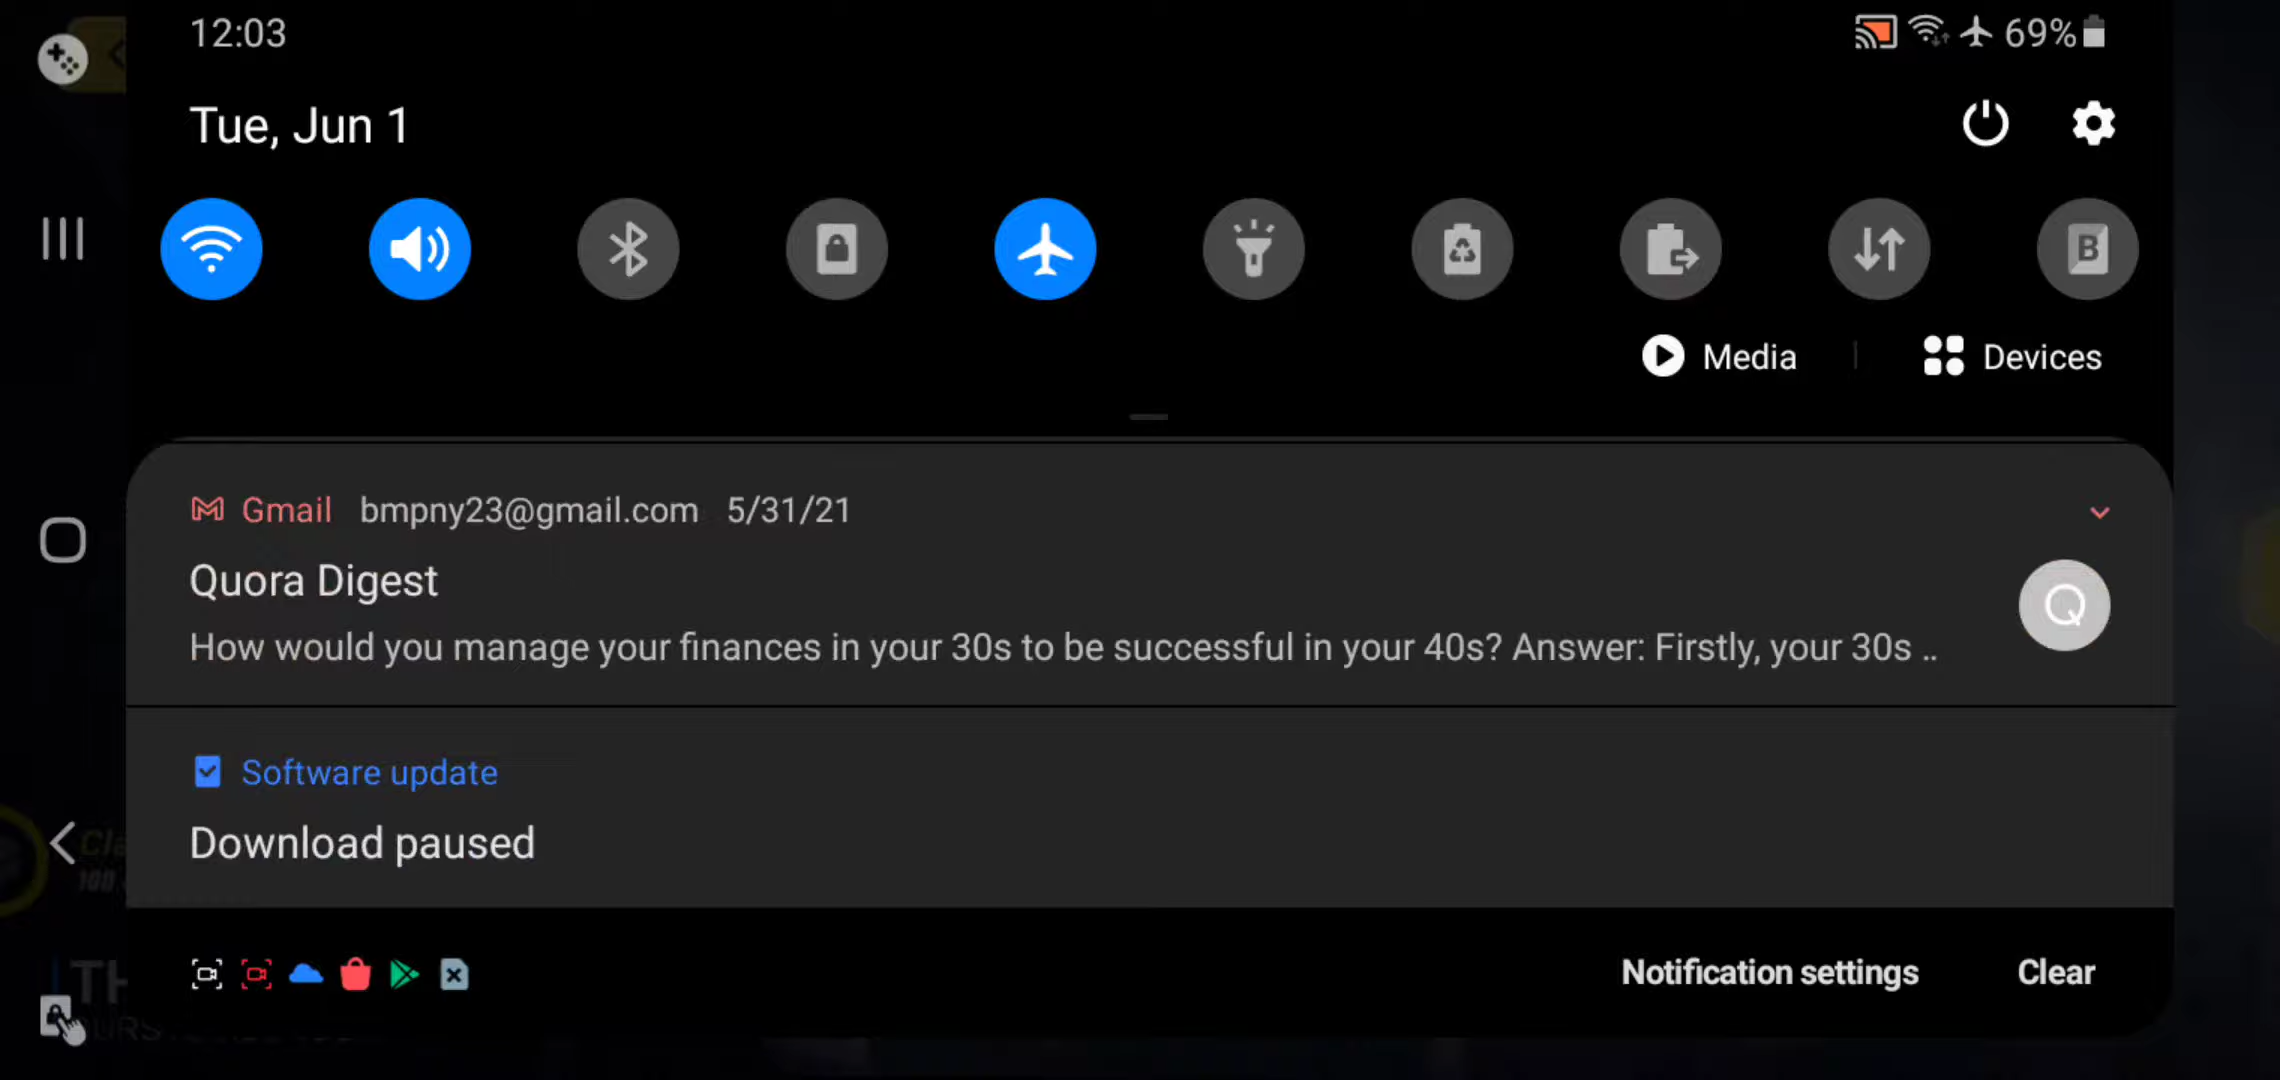 12:03
69%
Tue, Jun 1
B
Media
Devices
Gmail bmpny23@gmail.com 5/31/21
Quora Digest
Q
How would you manage your finances in your 30s to be successful in your 40s? Answer: Firstly, your 30s ..
Software update
Download paused
Notification settings
Clear